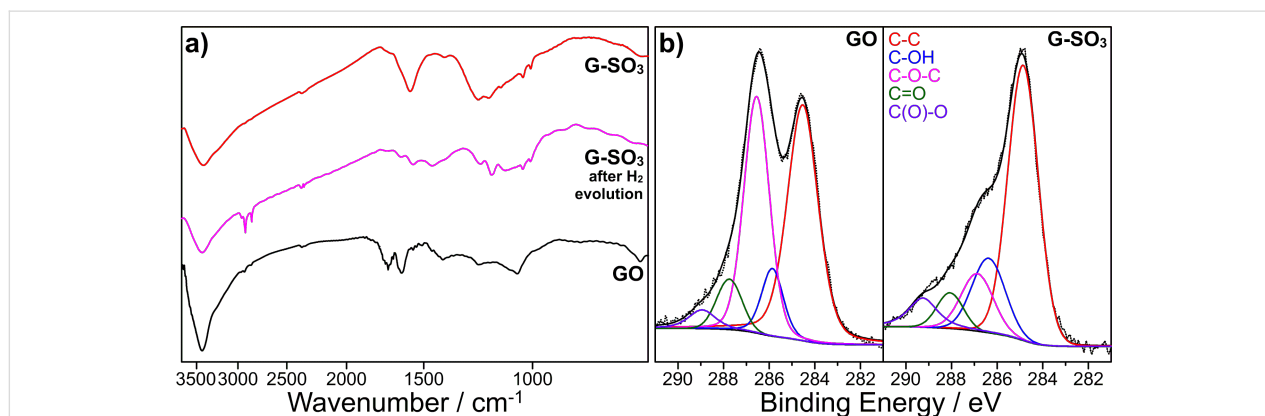 a)
G-SO₃
G-SO₃
after H₂
evolution
GO
3500 3000 2500 2000 1500 1000
Wavenumber / cm⁻¹
b)
GO
G-SO₃
C-C
C-OH
C-O-C
C=O
C(O)-O
290 288 286 284 282 290 288 286 284 282
Binding Energy / eV